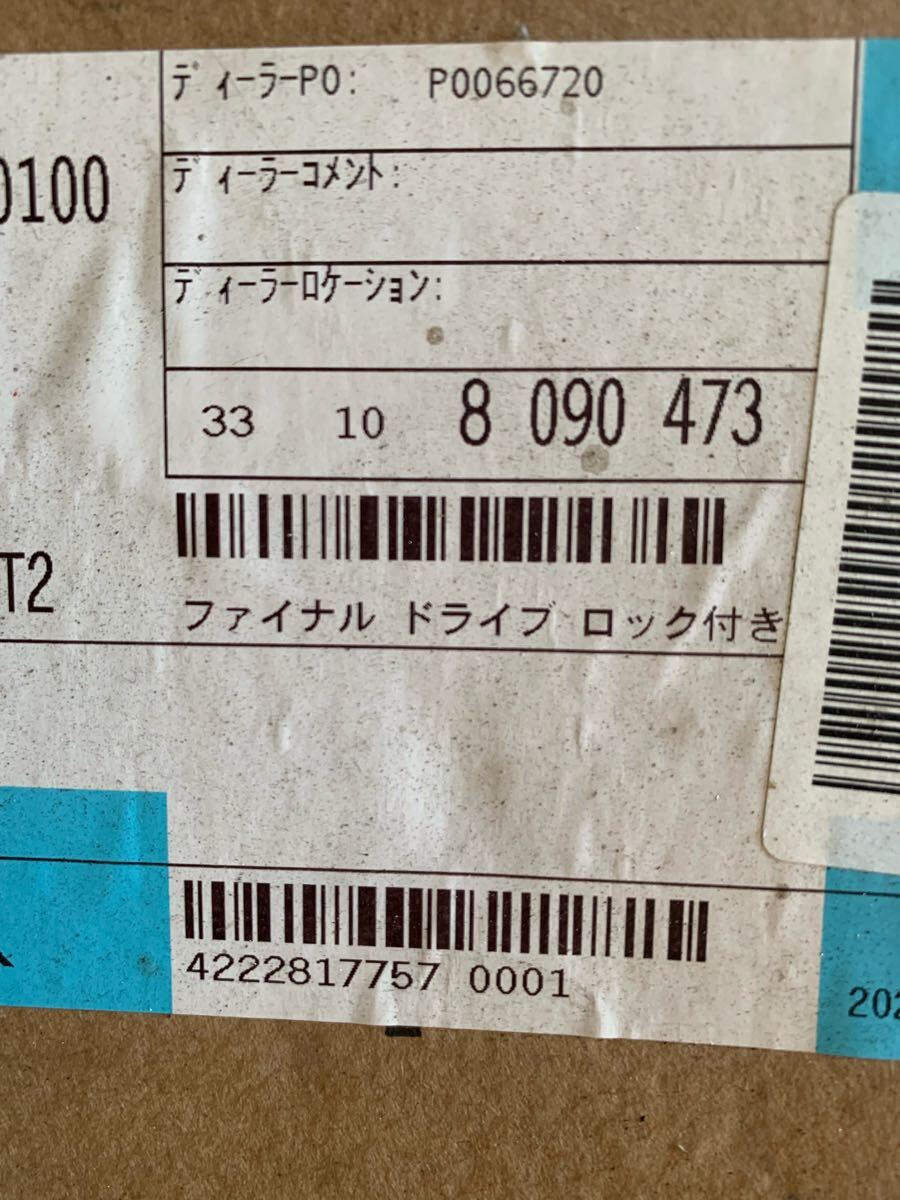 ﾃﾞｨｰﾗｰPO: P0066720
0100
ﾃﾞｨｰﾗｰｺﾒﾝﾄ:
ﾃﾞｨｰﾗｰﾛｹｰｼｮﾝ:
33 10 8 090 473
T2
ファイナル ドライブ ロック付き
4222817757 0001
202